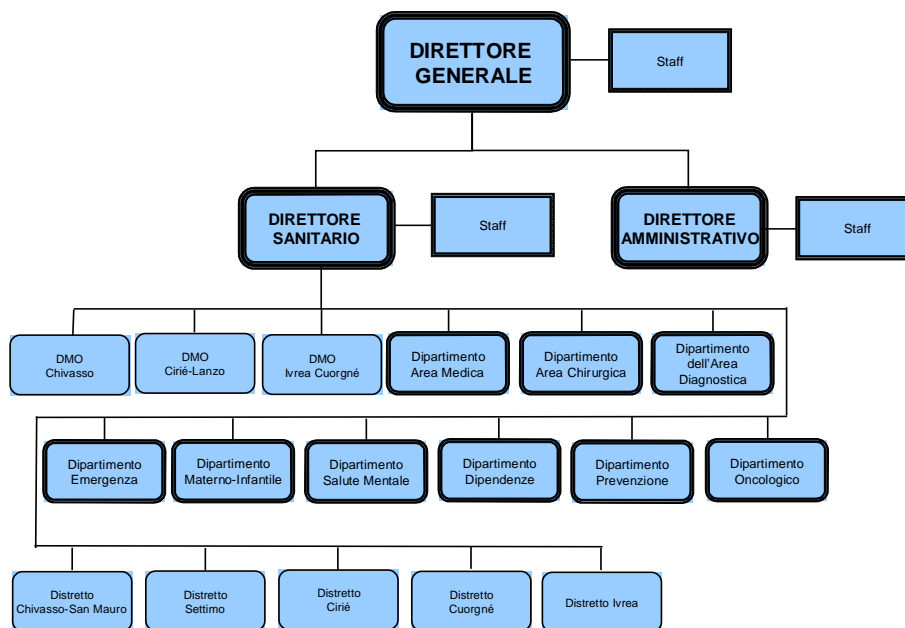 DIRETTORE
GENERALE
Staff
DIRETTORE
SANITARIO
Staff
DIRETTORE
AMMINISTRATIVO
Staff
DMO
Chivasso
DMO
Cirié-Lanzo
DMO
Ivrea Cuorgné
Dipartimento
Area Medica
Dipartimento
Area Chirurgica
Dipartimento
dell'Area
Diagnostica
Dipartimento
Emergenza
Dipartimento
Materno-Infantile
Dipartimento
Salute Mentale
Dipartimento
Dipendenze
Dipartimento
Prevenzione
Dipartimento
Oncologico
Distretto
Chivasso-San Mauro
Distretto
Settimo
Distretto
Cirié
Distretto
Cuorgné
Distretto Ivrea